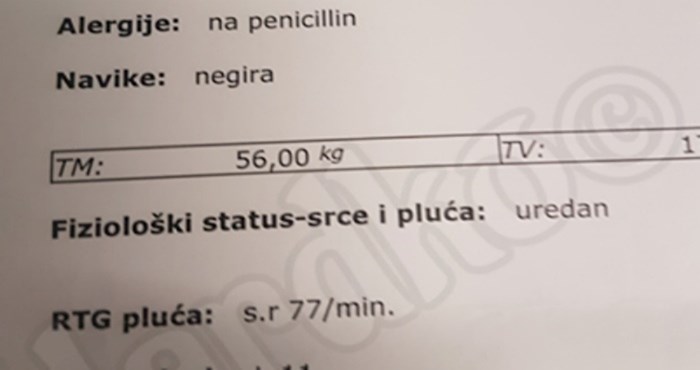 Alergije: na penicillin
Navike: negira
TM: 56,00 kg TV:
Fiziološki status-srce i pluća: uredan
RTG pluća: s.r 77/min.